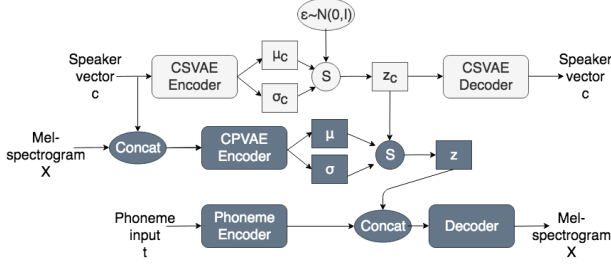 ε~N(0,I)
Speaker
vector
c
CSVAE
Encoder
μc
σc
S
zc
CSVAE
Decoder
Speaker
vector
c
Mel-
spectrogram
X
Concat
CPVAE
Encoder
μ
σ
S
z
Phoneme
input
t
Phoneme
Encoder
Concat
Decoder
Mel-
spectrogram
X